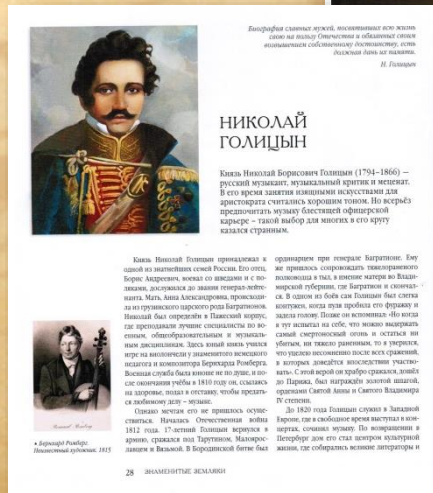 Биография славных мужей, посвятивших всю жизнь
свою на пользу Отечества и обязанных своим
возвышением собственному достоинству, есть
должная дань их памяти.
Н. Голицын
НИКОЛАЙ
ГОЛИЦЫН
Князь Николай Борисович Голицын (1794–1866) —
русский музыкант, музыкальный критик и меценат.
В его время занятия изящными искусствами для
аристократа считались хорошим тоном. Но всерьёз
предпочитать музыку блестящей офицерской
карьере – такой выбор для многих в его кругу
казался странным.
Князь Николай Голицын принадлежал к
одной из знатнейших семей России. Его отец,
Борис Андреевич, воевал со шведами и с по-
ляками, дослужился до звания генерал-лейте-
нанта. Мать, Анна Александровна, происходи-
ла из грузинского царского рода Багратионов.
Николай был определён в Пажеский корпус,
где преподавали лучшие специалисты по во-
енным, общеобразовательным и музыкаль-
ным дисциплинам. Здесь юный князь учился
игре на виолончели у знаменитого немецкого
педагога и композитора Бернхарда Ромберга.
Военная служба была юноше не по душе, и по-
сле окончания учёбы в 1810 году он, ссылаясь
на здоровье, подал в отставку, чтобы предать-
ся любимому делу – музыке.
Однако мечтам его не пришлось осуще-
ствиться. Началась Отечественная война
1812 года. 17-летний Голицын вернулся в
армию, сражался под Тарутином, Малоярос-
лавцем и Вязьмой. В Бородинской битве был
ординарцем при генерале Багратионе. Ему
же пришлось сопровождать тяжелораненого
полководца в тыл, в имение матери во Влади-
мирской губернии, где Багратион и скончал-
ся. В одном из боёв сам Голицын был слегка
контужен, когда пуля пробила его фуражку и
задела голову. Позже он вспоминал: «Но когда
я тут испытал на себе, что можно выдержать
самый смертоносный огонь и остаться ни
убитым, ни тяжело раненным, то я уверился,
что уцелею несомненно после всех сражений,
в которых доведётся впоследствии участво-
вать». С этой верой он храбро сражался, дошёл
до Парижа, был награждён золотой шпагой,
орденами Святой Анны и Святого Владимира
IV степени.
До 1820 года Голицын служил в Западной
Европе, где в свободное время выступал в кон-
цертах, сочинял музыку. По возвращении в
Петербург дом его стал центром культурной
жизни, где собирались великие литераторы и
• Бернхард Ромберг.
Неизвестный художник. 1815
28 ЗНАМЕНИТЫЕ ЗЕМЛЯКИ